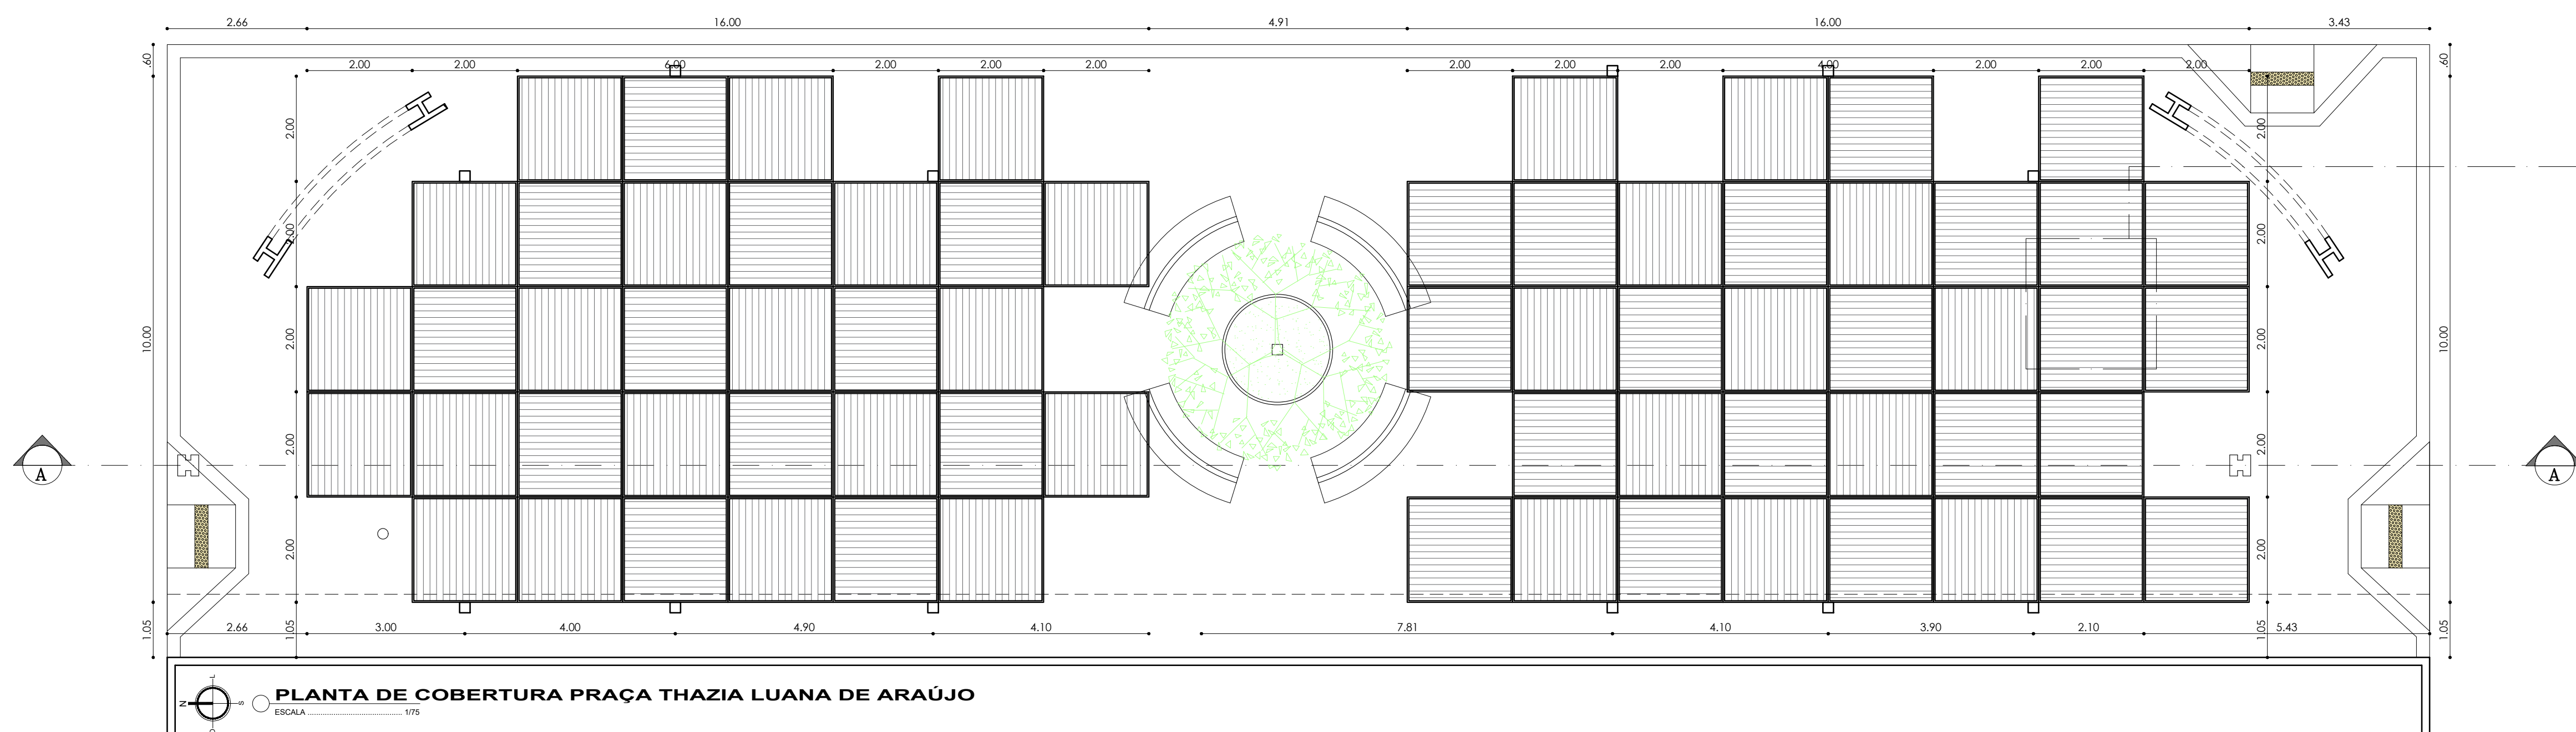 2.66 16.00 4.91 16.00 3.43
.60 .60
2.00 2.00 6.00 2.00 2.00 2.00 2.00 2.00 2.00 4.00 2.00 2.00 2.00
2.00 2.00
2.00 2.00
10.00 2.00 2.00 10.00
2.00 2.00
A A
2.00 2.00
1.05 1.05 1.05 1.05
2.66 3.00 4.00 4.90 4.10 7.81 4.10 3.90 2.10 5.43
L
N S
O
PLANTA DE COBERTURA PRAÇA THAZIA LUANA DE ARAÚJO
ESCALA ............................................ 1/75